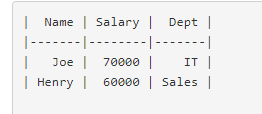 |  Name | Salary |  Dept |
|-------|--------|-------|
|   Joe |  70000 |    IT |
| Henry |  60000 | Sales |